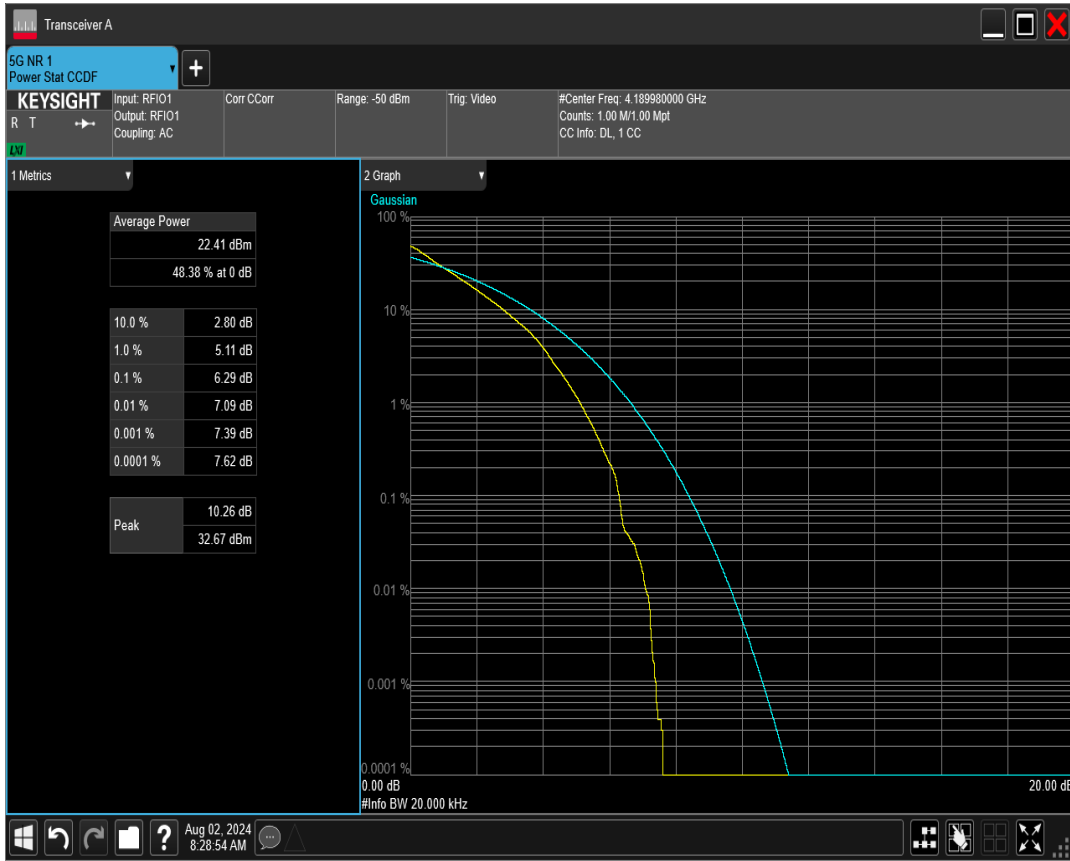 Transceiver A
5G NR 1
Power Stat CCDF
+
KEYSIGHT
R T
LXI
Input: RFIO1
Output: RFIO1
Coupling: AC
Corr CCorr
Range: -50 dBm
Trig: Video
#Center Freq: 4.189980000 GHz
Counts: 1.00 M/1.00 Mpt
CC Info: DL, 1 CC
1 Metrics
Average Power
22.41 dBm
48.38 % at 0 dB
10.0 % 2.80 dB
1.0 % 5.11 dB
0.1 % 6.29 dB
0.01 % 7.09 dB
0.001 % 7.39 dB
0.0001 % 7.62 dB
Peak
10.26 dB
32.67 dBm
2 Graph
Gaussian
100 %
10 %
1 %
0.1 %
0.01 %
0.001 %
0.0001 %
0.00 dB 20.00 dB
#Info BW 20.000 kHz
?
Aug 02, 2024
8:28:54 AM